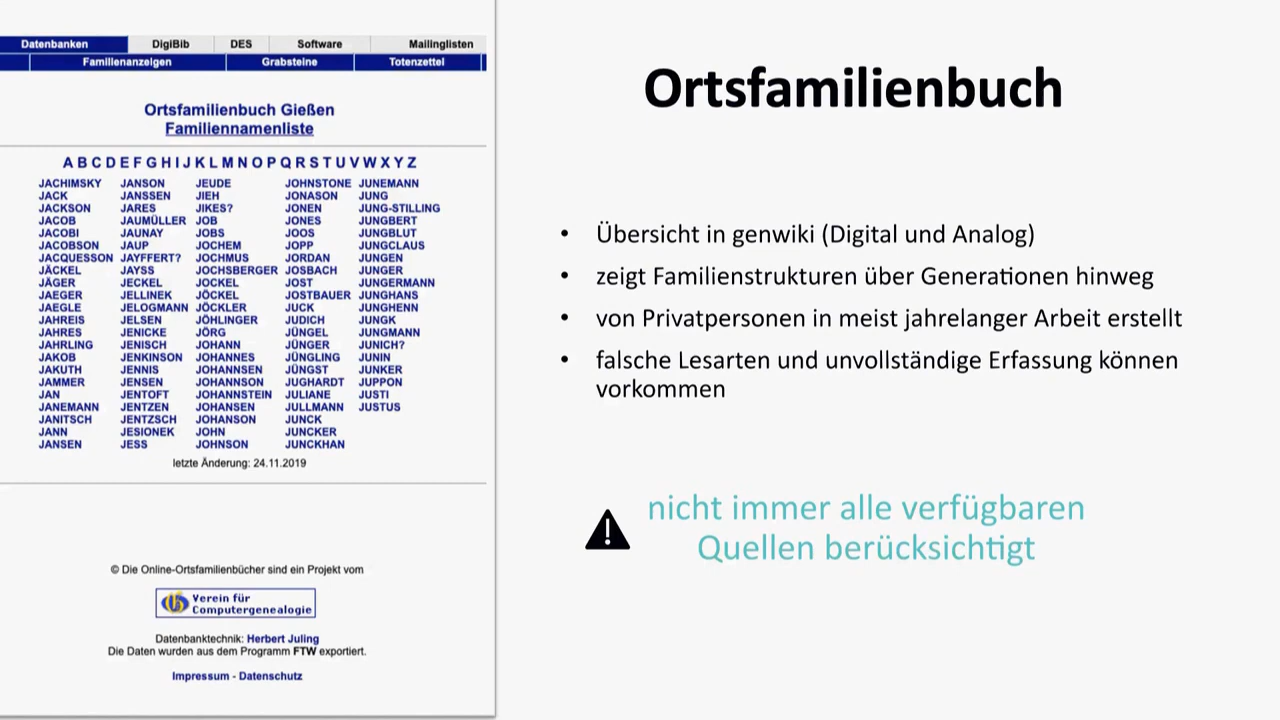 Datenbanken DigiBib DES Software Mailinglisten
Familienanzeigen Grabsteine Totenzettel
Ortsfamilienbuch Gießen
Familiennamenliste
A B C D E F G H I J K L M N O P Q R S T U V W X Y Z
JACHIMSKY JANSON JEUDE JOHNSTONE JUNEMANN
JACK JANSSEN JIEH JONASON JUNG
JACKSON JARES JIKES? JONEN JUNG-STILLING
JACOB JAUMÜLLER JOB JONES JUNGBERT
JACOBI JAUNAY JOBS JOOS JUNGBLUT
JACOBSON JAUP JOCHEM JOPP JUNGCLAUS
JACQUESSON JAYFFERT? JOCHMUS JORDAN JUNGEN
JÄCKEL JAYSS JOCHSBERGER JOSBACH JUNGER
JÄGER JECKEL JOCKEL JOST JUNGERMANN
JAEGER JELLINEK JÖCKEL JOSTBAUER JUNGHANS
JAEGLE JELOGMANN JÖCKLER JUCK JUNGHENN
JAHREIS JELSEN JÖHLINGER JUDICH JUNGK
JAHRES JENICKE JÖRG JÜNGEL JUNGMANN
JAHRLING JENISCH JOHANN JÜNGER JUNICH?
JAKOB JENKINSON JOHANNES JÜNGLING JUNIN
JAKUTH JENNIS JOHANNSEN JÜNGST JUNKER
JAMMER JENSEN JOHANNSON JUGHARDT JUPPON
JAN JENTOFT JOHANNSTEIN JULIANE JUSTI
JANEMANN JENTZEN JOHANSEN JULLMANN JUSTUS
JANITSCH JENTZSCH JOHANSON JUNCK
JANN JESIONEK JOHN JUNCKER
JANSEN JESS JOHNSON JUNCKHAN
letzte Änderung: 24.11.2019
© Die Online-Ortsfamilienbücher sind ein Projekt vom
Verein für
Computergenealogie
Datenbanktechnik: Herbert Juling
Die Daten wurden aus dem Programm FTW exportiert.
Impressum - Datenschutz
Ortsfamilienbuch
• Übersicht in genwiki (Digital und Analog)
• zeigt Familienstrukturen über Generationen hinweg
• von Privatpersonen in meist jahrelanger Arbeit erstellt
• falsche Lesarten und unvollständige Erfassung können
vorkommen
nicht immer alle verfügbaren
Quellen berücksichtigt